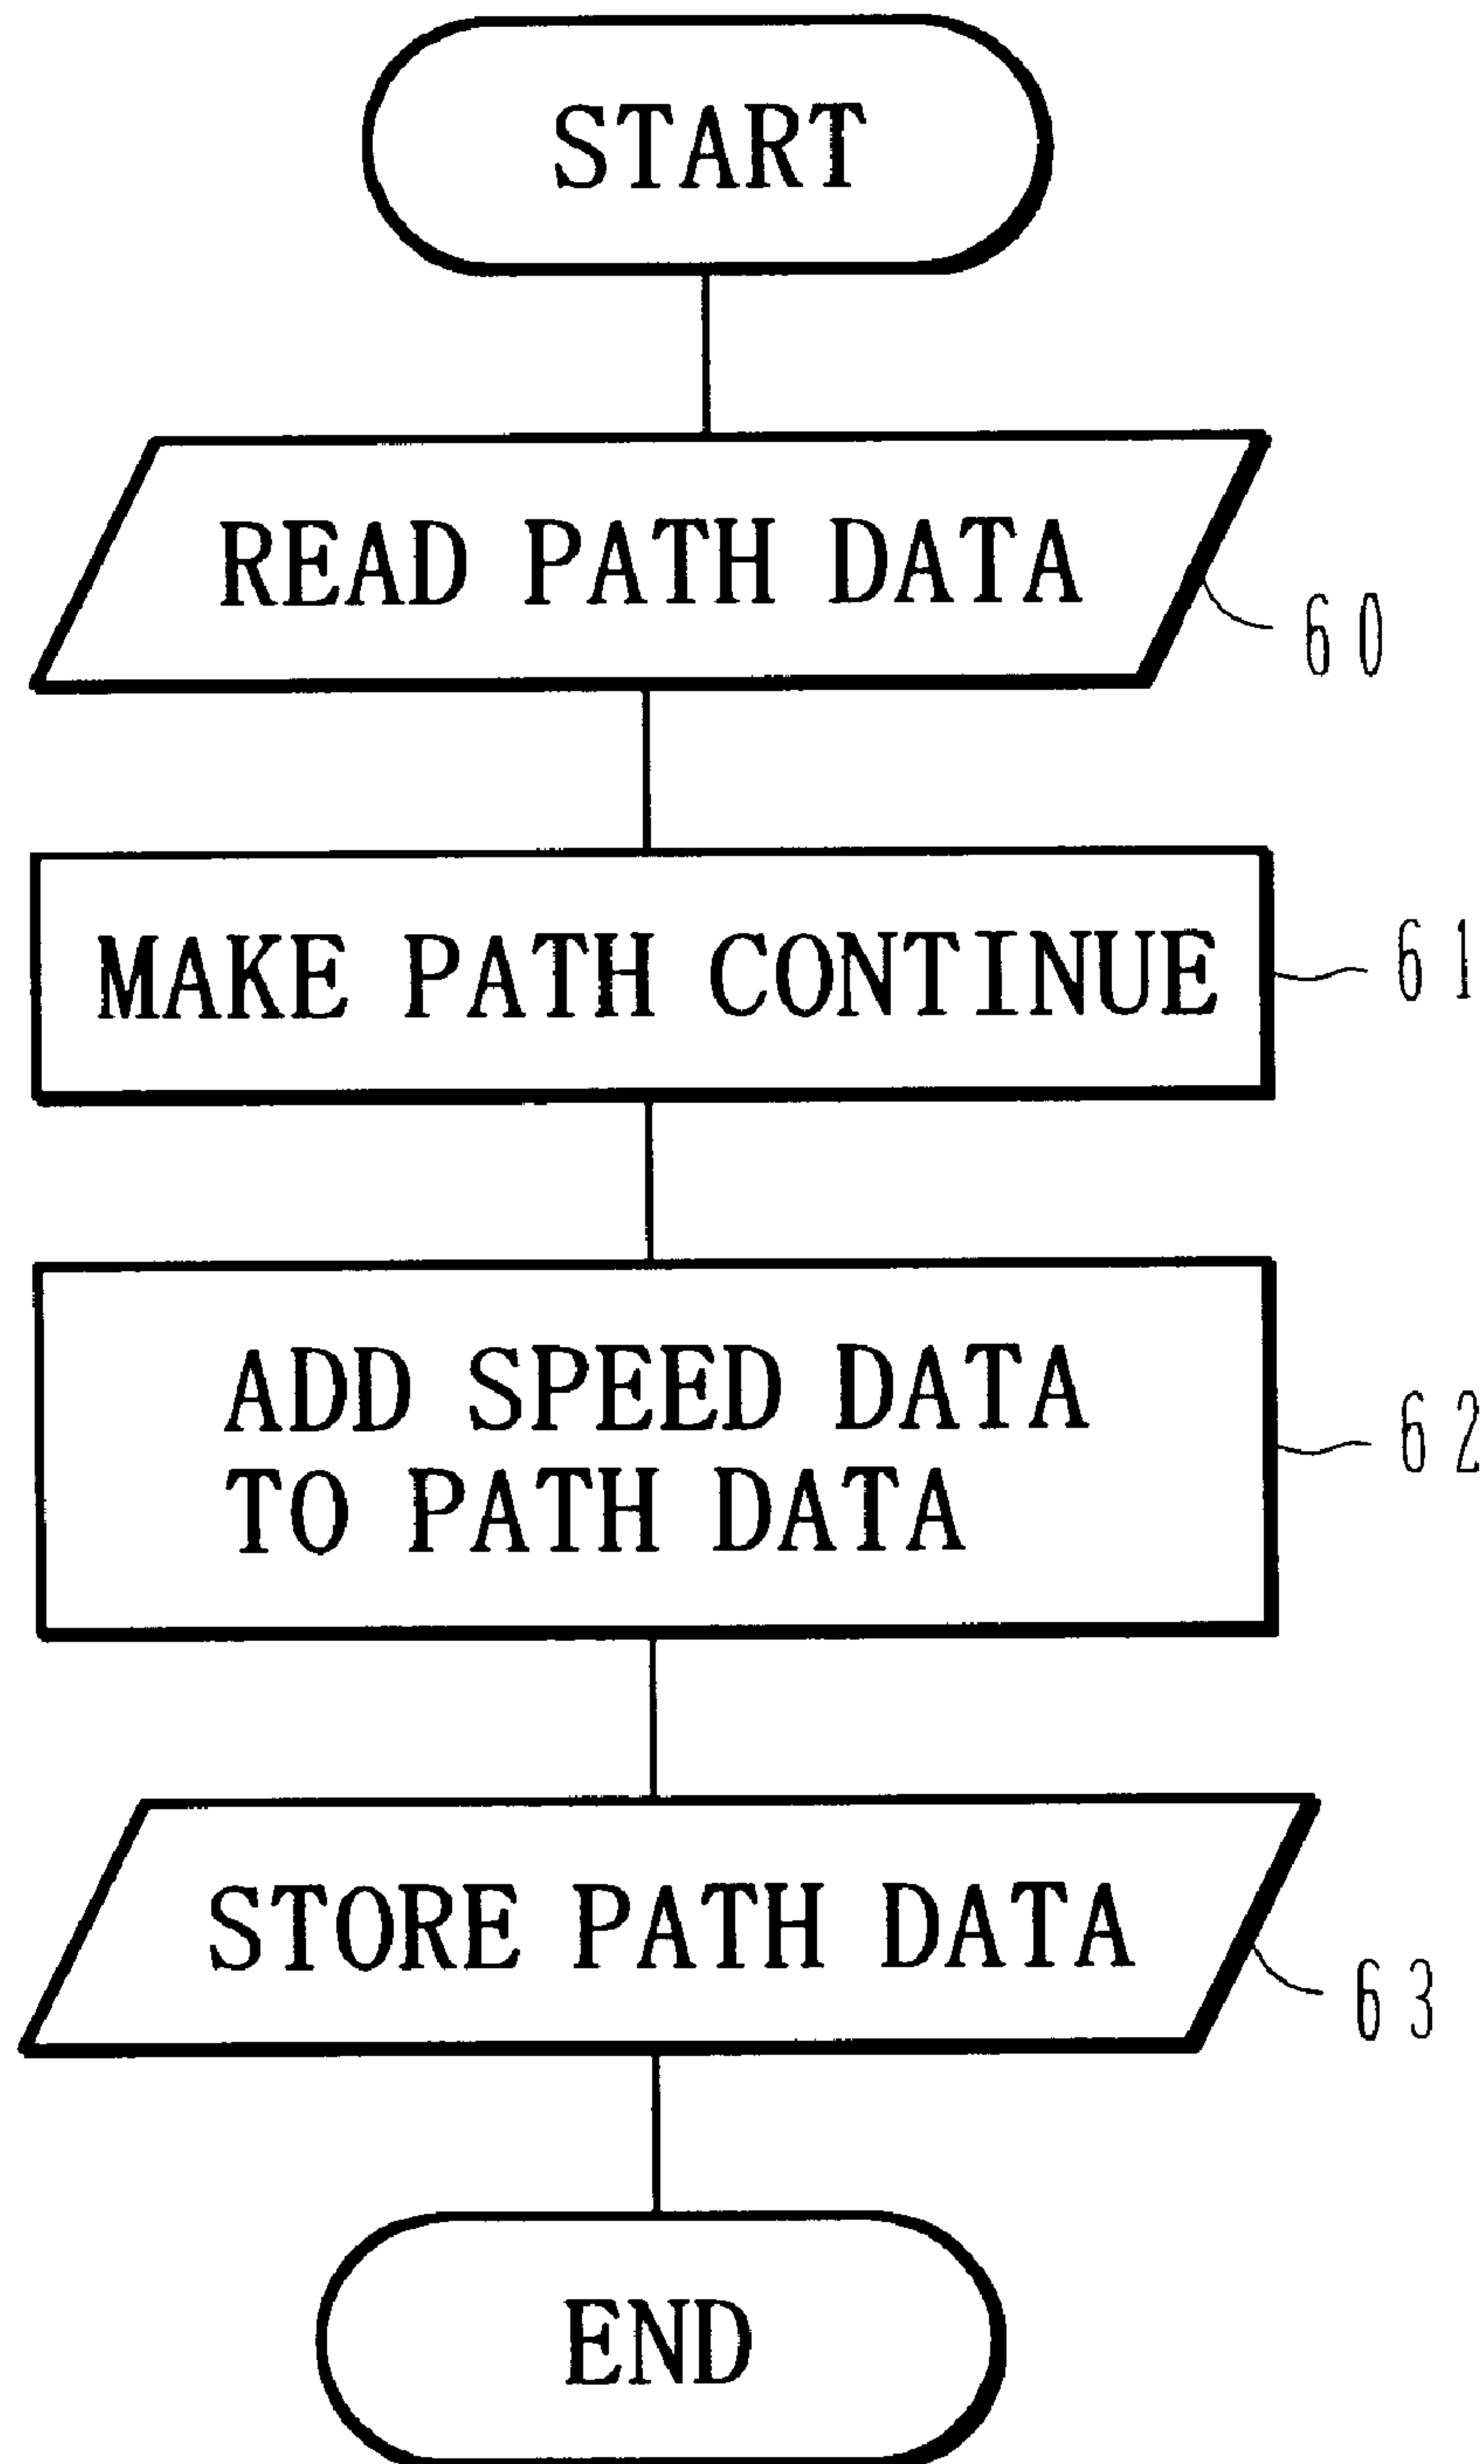 START
READ PATH DATA
60
MAKE PATH CONTINUE
61
ADD SPEED DATA
TO PATH DATA
62
STORE PATH DATA
63
END